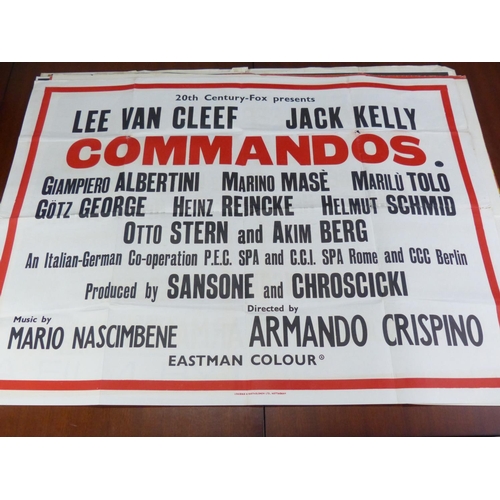 20th Century-Fox presents
LEE VAN CLEEF JACK KELLY
COMMANDOS.
GIAMPIERO ALBERTINI MARINO MASÈ MARILÙ TOLO
GÖTZ GEORGE HEINZ REINCKE HELMUT SCHMID
OTTO STERN and AKIM BERG
An Italian-German Co-operation P.E.C. SPA and C.C.I. SPA Rome and CCC Berlin
Produced by SANSONE and CHROSCICKI
Music by Directed by
MARIO NASCIMBENE ARMANDO CRISPINO
EASTMAN COLOUR®